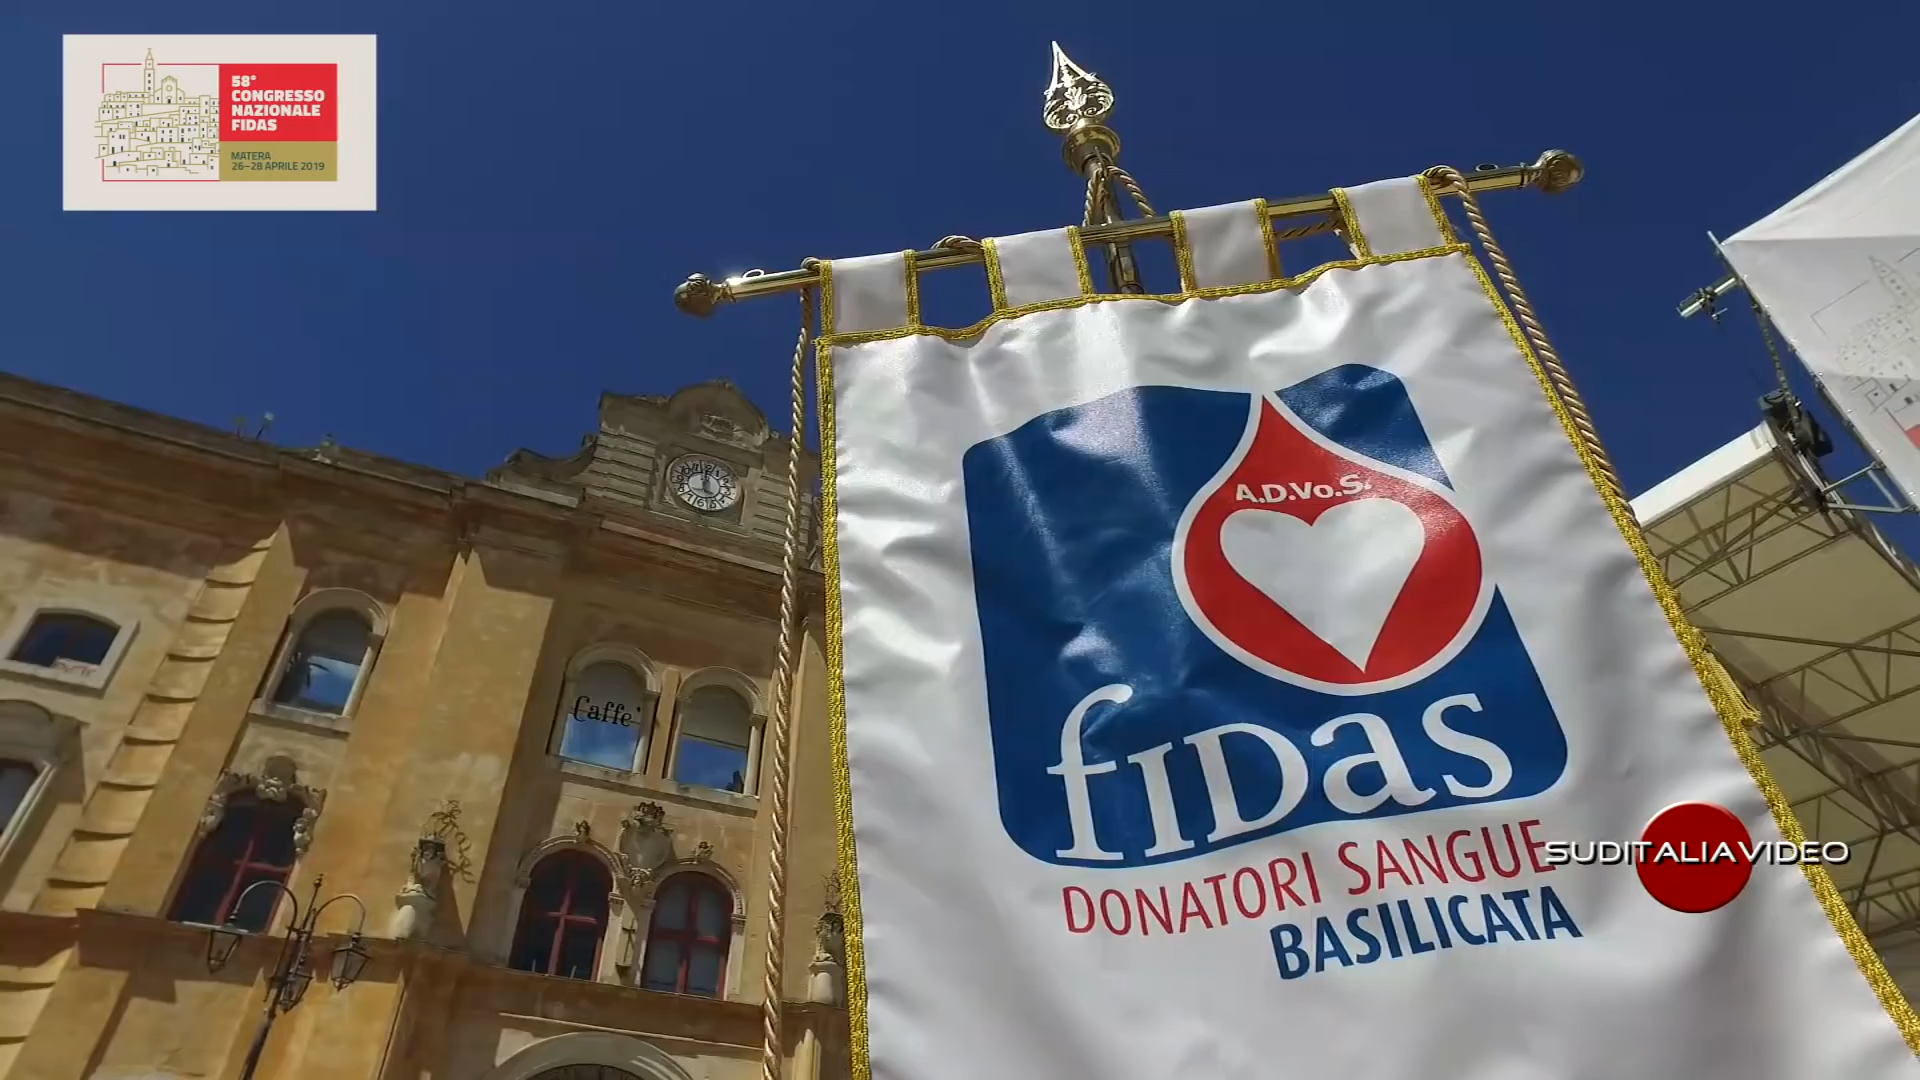 58°
CONGRESSO
NAZIONALE
FIDAS
MATERA
26–28 APRILE 2019
Caffe'
A.D.Vo.S.
fIDas
DONATORI SANGUE
BASILICATA
SUDITALIAVIDEO